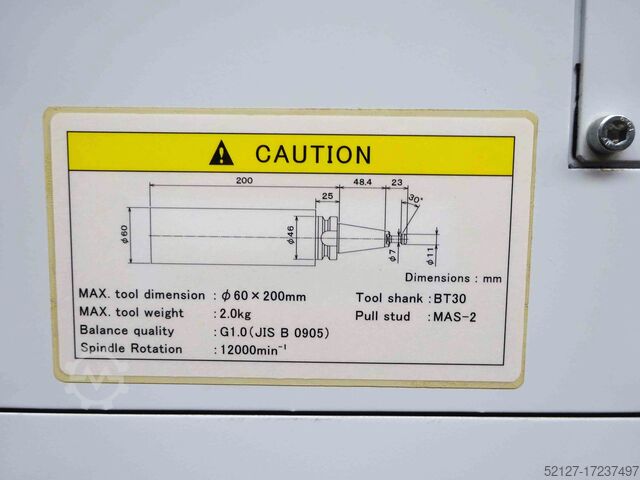 ⚠ CAUTION
200
48.4
23
25
30°
φ60
φ46
φ7
φ11
Dimensions : mm
MAX. tool dimension : φ60×200mm
Tool shank : BT30
MAX. tool weight : 2.0kg
Pull stud : MAS-2
Balance quality : G1.0(JIS B 0905)
Spindle Rotation : 12000min⁻¹
52127-17237497